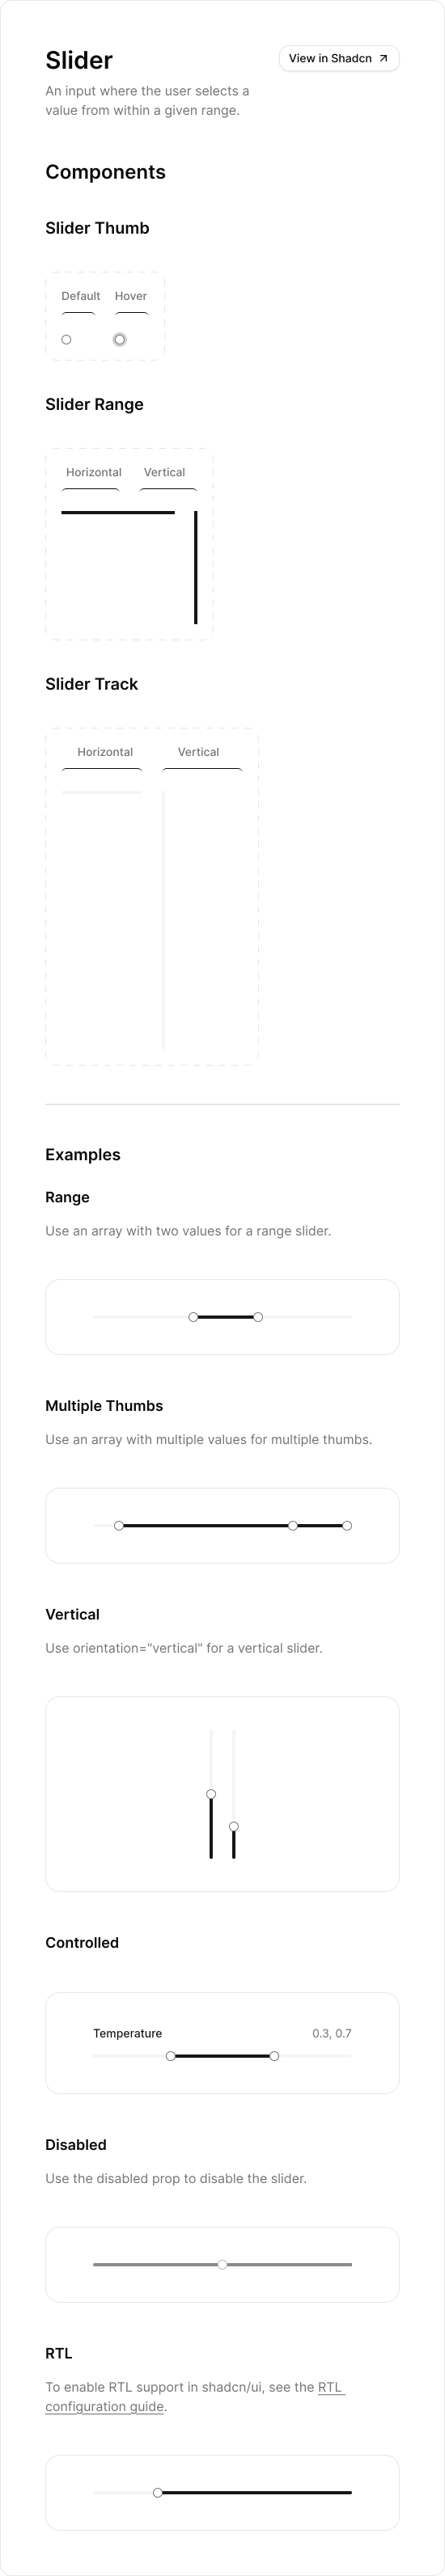 Slider
View in Shadcn
An input where the user selects a
value from within a given range.
Components
Slider Thumb
Default Hover
Slider Range
Horizontal Vertical
Slider Track
Horizontal Vertical
Examples
Range
Use an array with two values for a range slider.
Multiple Thumbs
Use an array with multiple values for multiple thumbs.
Vertical
Use orientation="vertical" for a vertical slider.
Controlled
Temperature 0.3, 0.7
Disabled
Use the disabled prop to disable the slider.
RTL
To enable RTL support in shadcn/ui, see the RTL
configuration guide.